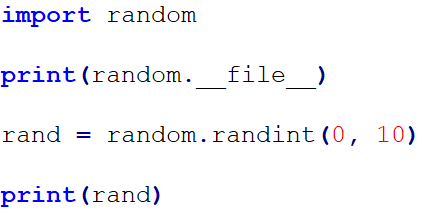 import random
print(random.__file__)
rand = random.randint(0, 10)
print(rand)